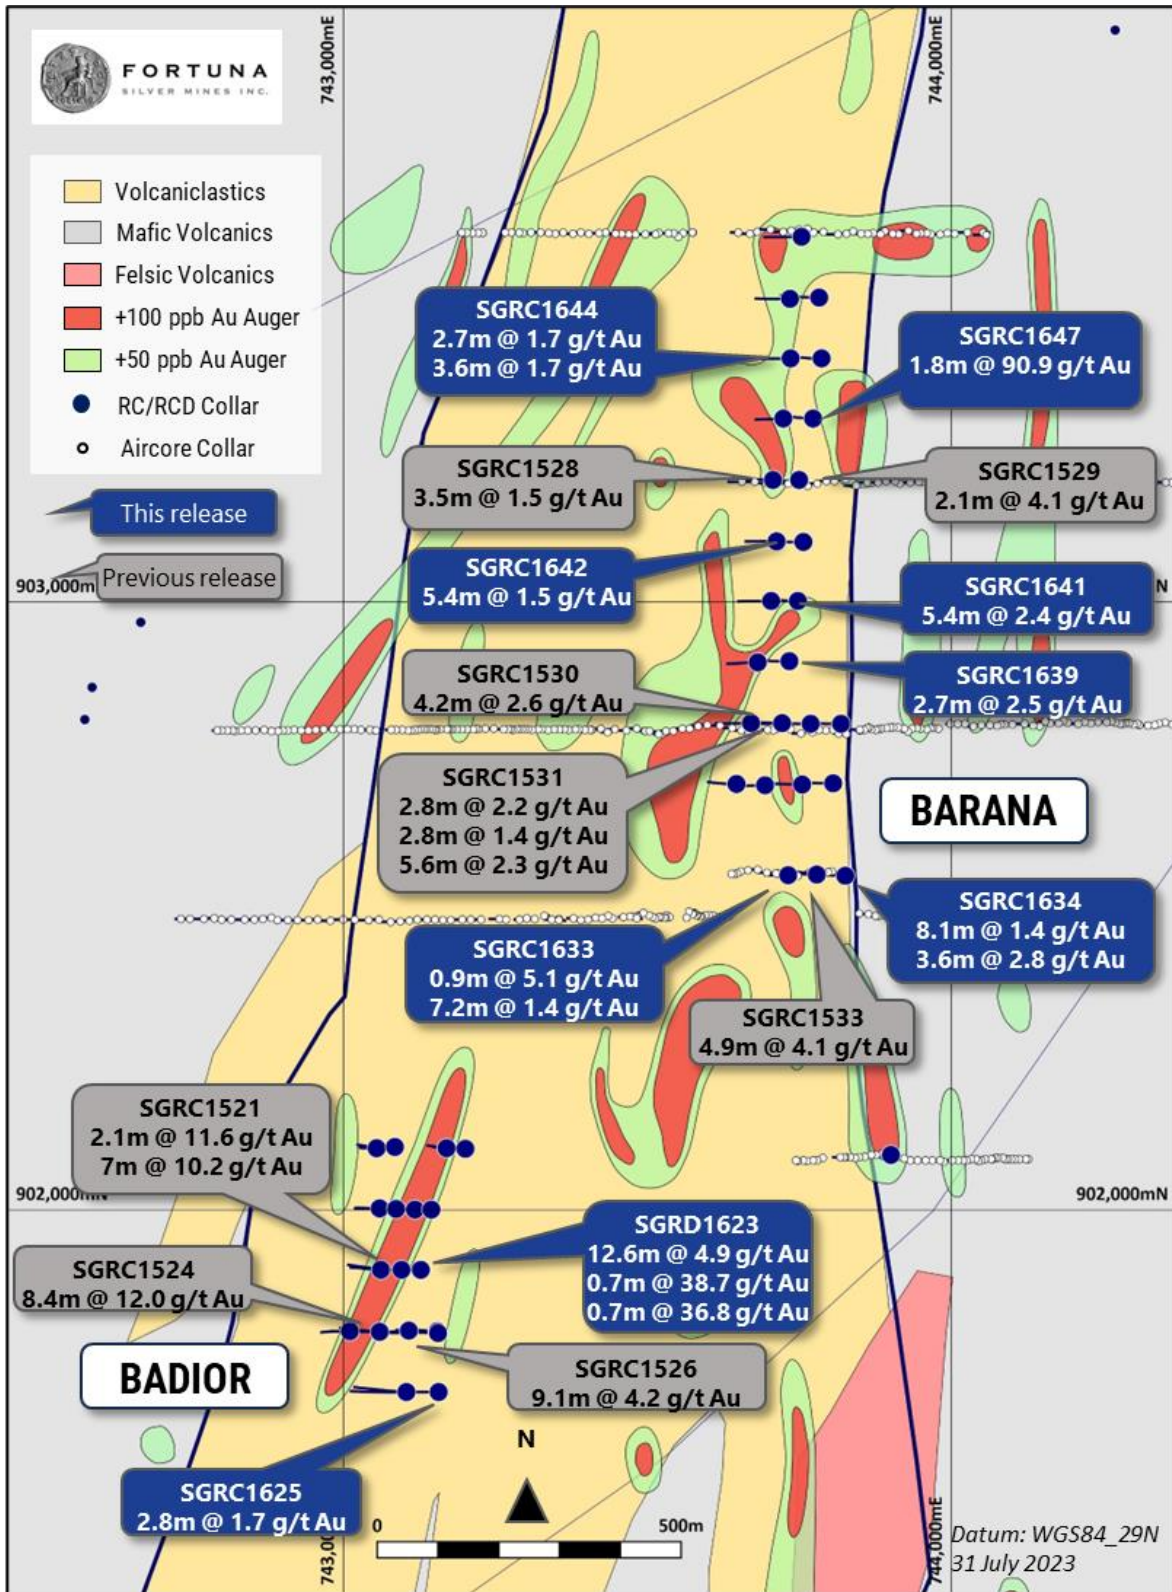 743,000mE
744,000mE
FORTUNA
SILVER MINES INC.
Volcaniclastics
Mafic Volcanics
Felsic Volcanics
+100 ppb Au Auger
+50 ppb Au Auger
RC/RCD Collar
Aircore Collar
This release
Previous release
SGRC1644
2.7m @ 1.7 g/t Au
3.6m @ 1.7 g/t Au
SGRC1647
1.8m @ 90.9 g/t Au
SGRC1528
3.5m @ 1.5 g/t Au
SGRC1529
2.1m @ 4.1 g/t Au
903,000m
N
SGRC1642
5.4m @ 1.5 g/t Au
SGRC1641
5.4m @ 2.4 g/t Au
SGRC1530
4.2m @ 2.6 g/t Au
SGRC1639
2.7m @ 2.5 g/t Au
SGRC1531
2.8m @ 2.2 g/t Au
2.8m @ 1.4 g/t Au
5.6m @ 2.3 g/t Au
BARANA
SGRC1634
8.1m @ 1.4 g/t Au
3.6m @ 2.8 g/t Au
SGRC1633
0.9m @ 5.1 g/t Au
7.2m @ 1.4 g/t Au
SGRC1533
4.9m @ 4.1 g/t Au
SGRC1521
2.1m @ 11.6 g/t Au
7m @ 10.2 g/t Au
902,000mN
902,000mN
SGRD1623
12.6m @ 4.9 g/t Au
0.7m @ 38.7 g/t Au
0.7m @ 36.8 g/t Au
SGRC1524
8.4m @ 12.0 g/t Au
BADIOR
SGRC1526
9.1m @ 4.2 g/t Au
N
SGRC1625
2.8m @ 1.7 g/t Au
0
500m
743,00
744,000mE
Datum: WGS84_29N
31 July 2023